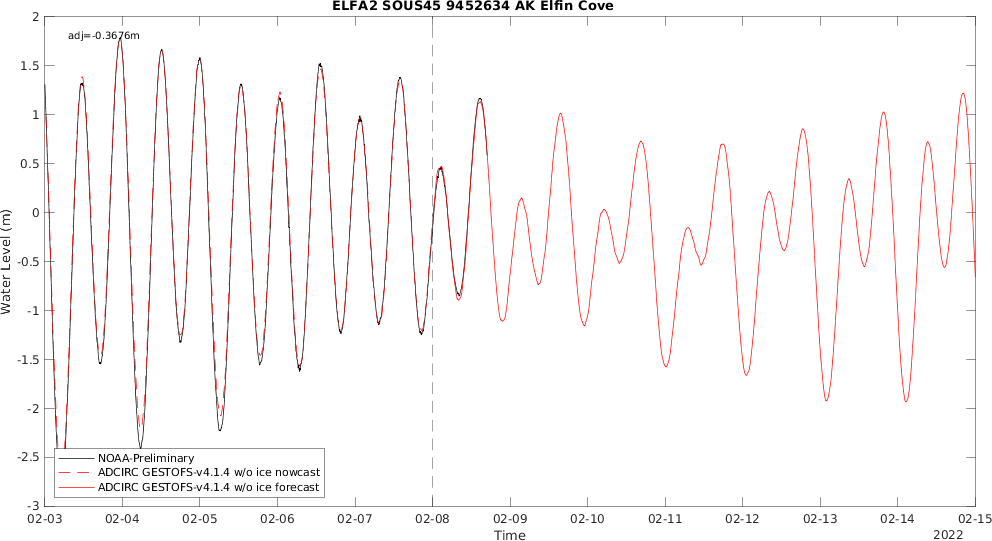 ELFA2 SOUS45 9452634 AK Elfin Cove
adj=-0.3676m
2
1.5
1
0.5
0
-0.5
-1
-1.5
-2
-2.5
-3
Water Level (m)
NOAA-Preliminary
ADCIRC GESTOFS-v4.1.4 w/o ice nowcast
ADCIRC GESTOFS-v4.1.4 w/o ice forecast
02-03 02-04 02-05 02-06 02-07 02-08 02-09 02-10 02-11 02-12 02-13 02-14 02-15
Time
2022